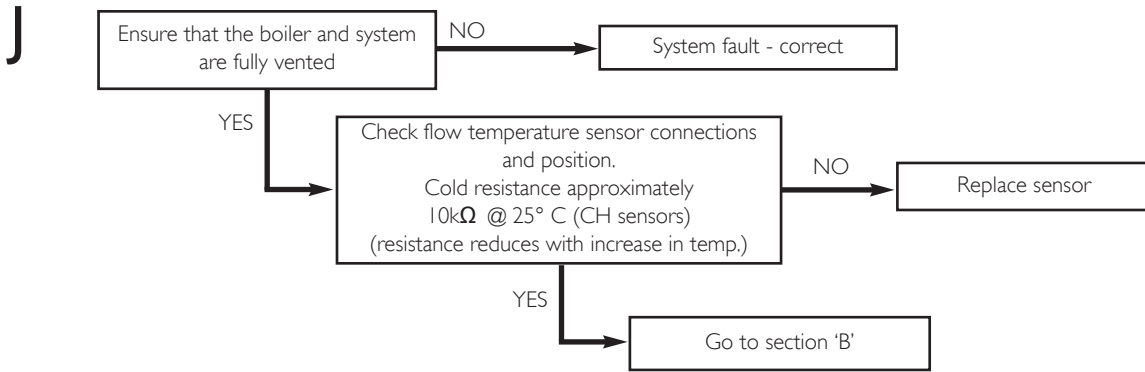 J
Ensure that the boiler and system
are fully vented
NO
System fault - correct
YES
Check flow temperature sensor connections
and position.
Cold resistance approximately
10kΩ @ 25° C (CH sensors)
(resistance reduces with increase in temp.)
NO
Replace sensor
YES
Go to section ‘B’